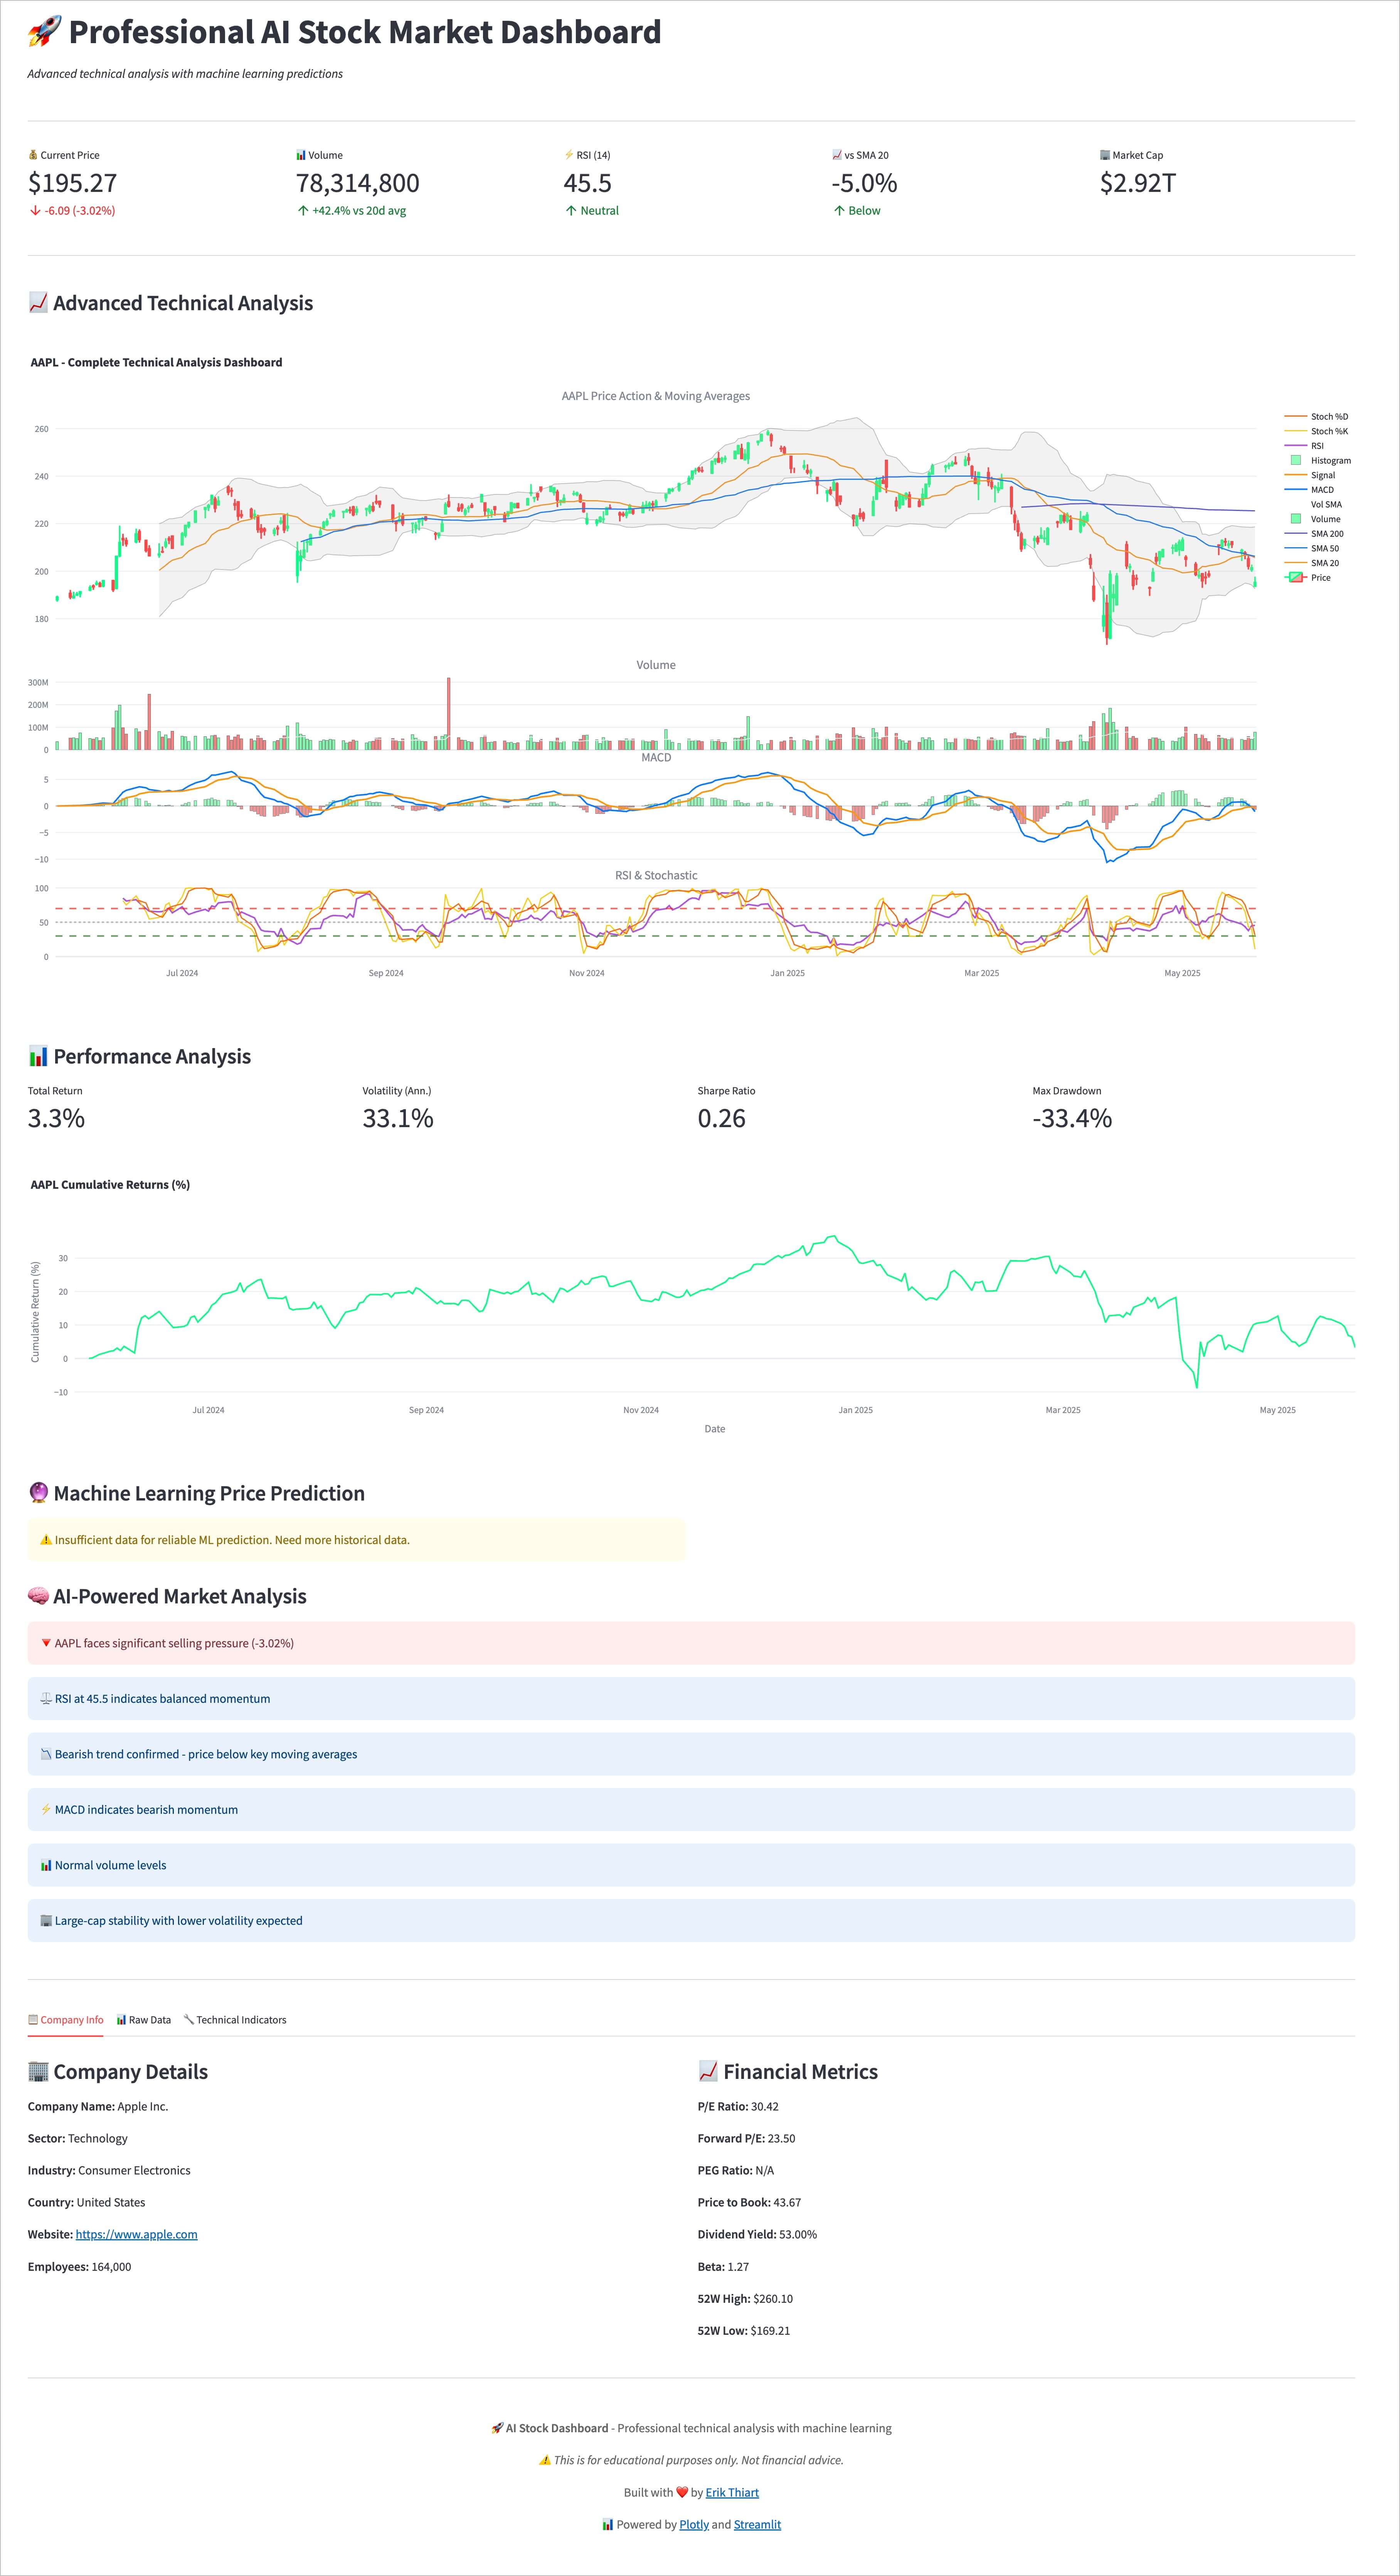 🚀 Professional AI Stock Market Dashboard
Advanced technical analysis with machine learning predictions
💰 Current Price
$195.27
↓ -6.09 (-3.02%)
📊 Volume
78,314,800
↑ +42.4% vs 20d avg
⚡ RSI (14)
45.5
↑ Neutral
📈 vs SMA 20
-5.0%
↑ Below
🏢 Market Cap
$2.92T
📈 Advanced Technical Analysis
AAPL - Complete Technical Analysis Dashboard
AAPL Price Action & Moving Averages
260
240
220
200
180
Stoch %D
Stoch %K
RSI
Histogram
Signal
MACD
Vol SMA
Volume
SMA 200
SMA 50
SMA 20
Price
Volume
300M
200M
100M
0
MACD
5
0
−5
−10
RSI & Stochastic
100
50
0
Jul 2024
Sep 2024
Nov 2024
Jan 2025
Mar 2025
May 2025
📊 Performance Analysis
Total Return
3.3%
Volatility (Ann.)
33.1%
Sharpe Ratio
0.26
Max Drawdown
-33.4%
AAPL Cumulative Returns (%)
Cumulative Return (%)
30
20
10
0
−10
Jul 2024
Sep 2024
Nov 2024
Jan 2025
Mar 2025
May 2025
Date
🔮 Machine Learning Price Prediction
⚠️ Insufficient data for reliable ML prediction. Need more historical data.
🧠 AI-Powered Market Analysis
🔻 AAPL faces significant selling pressure (-3.02%)
⚖️ RSI at 45.5 indicates balanced momentum
📉 Bearish trend confirmed - price below key moving averages
⚡ MACD indicates bearish momentum
📊 Normal volume levels
🏢 Large-cap stability with lower volatility expected
📋 Company Info
📊 Raw Data
🔧 Technical Indicators
🏢 Company Details
Company Name: Apple Inc.
Sector: Technology
Industry: Consumer Electronics
Country: United States
Website: https://www.apple.com
Employees: 164,000
📈 Financial Metrics
P/E Ratio: 30.42
Forward P/E: 23.50
PEG Ratio: N/A
Price to Book: 43.67
Dividend Yield: 53.00%
Beta: 1.27
52W High: $260.10
52W Low: $169.21
🚀 AI Stock Dashboard - Professional technical analysis with machine learning
⚠️ This is for educational purposes only. Not financial advice.
Built with ❤️ by Erik Thiart
📊 Powered by Plotly and Streamlit